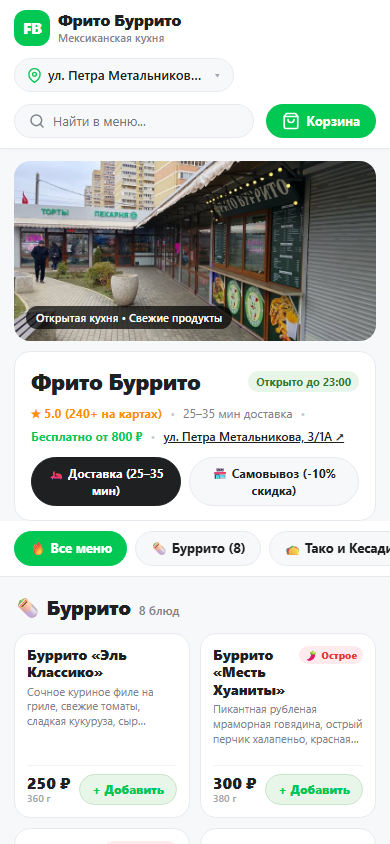 FB
Фрито Буррито
Мексиканская кухня
ул. Петра Метальников...
Найти в меню...
Корзина
ТОРТЫ
ПЕКАРНЯ
БУРРИТО
Открытая кухня • Свежие продукты
Фрито Буррито
Открыто до 23:00
★ 5.0 (240+ на картах) • 25–35 мин доставка •
Бесплатно от 800 ₽ • ул. Петра Метальникова, 3/1А ↗
Доставка (25–35
мин)
Самовывоз (-10%
скидка)
Все меню
Буррито (8)
Тако и Кесади
Буррито
8 блюд
Буррито «Эль
Классико»
Сочное куриное филе на
гриле, свежие томаты,
сладкая кукуруза, сыр...
250 ₽
360 г
+ Добавить
Буррито
«Месть
Хуаниты»
Острое
Пикантная рубленая
мраморная говядина, острый
перчик халапеньо, красная...
300 ₽
380 г
+ Добавить